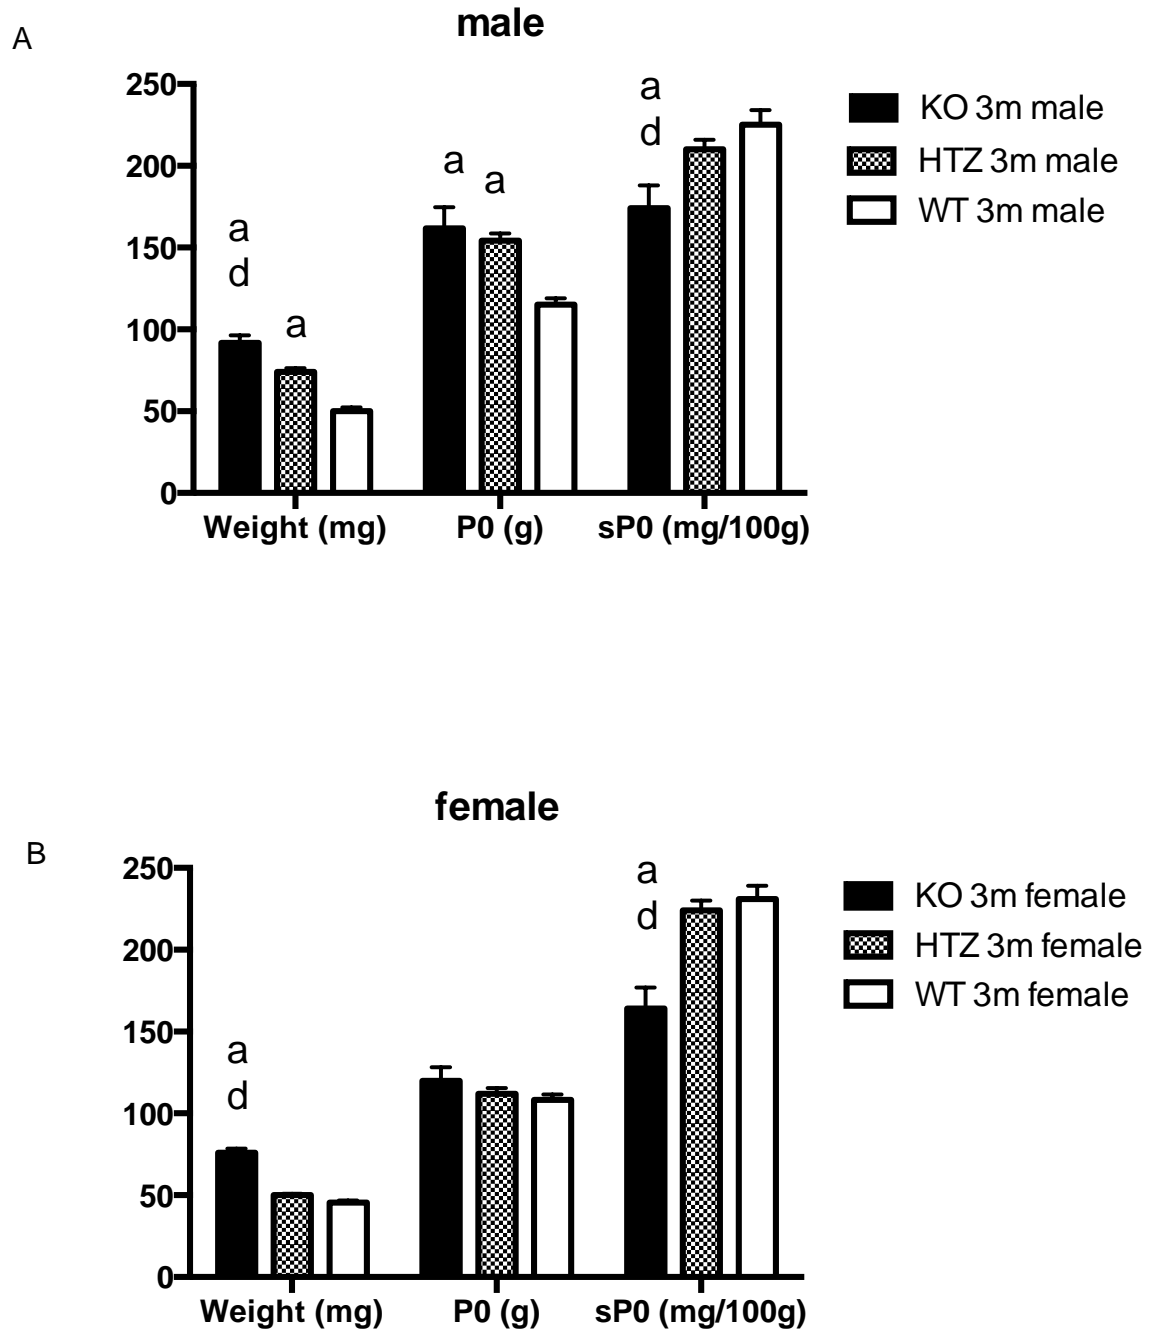 A
male
250
200
150
100
50
0
a
d
a
a
a
a
d
Weight (mg)
P0 (g)
sP0 (mg/100g)
KO 3m male
HTZ 3m male
WT 3m male
B
female
250
200
150
100
50
0
a
d
a
d
Weight (mg)
P0 (g)
sP0 (mg/100g)
KO 3m female
HTZ 3m female
WT 3m female